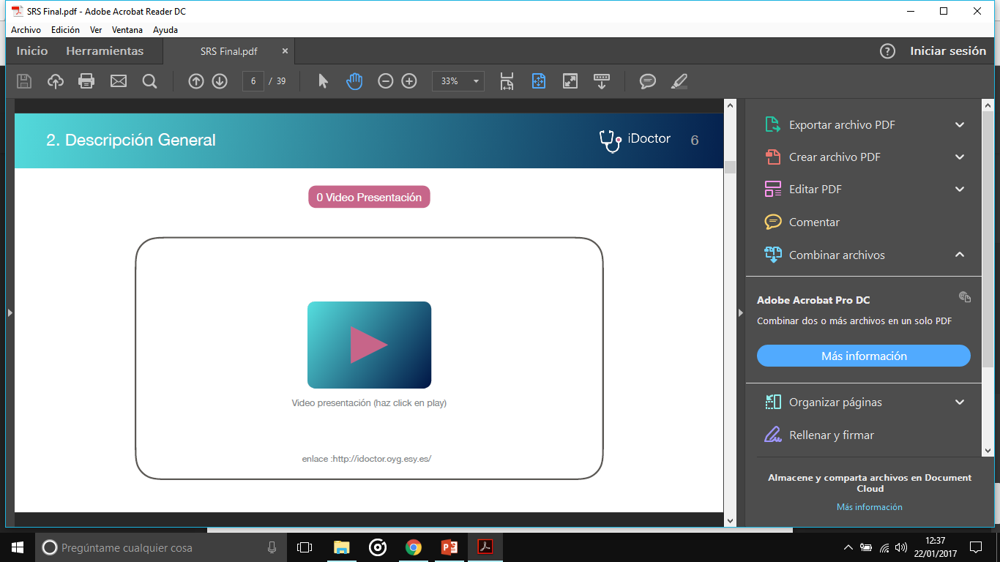 SRS Final.pdf - Adobe Acrobat Reader DC
Archivo Edición Ver Ventana Ayuda
Inicio Herramientas SRS Final.pdf × ? Iniciar sesión
6 / 39 33%
2. Descripción General iDoctor 6
0 Video Presentación
Video presentación (haz click en play)
enlace :http://idoctor.oyg.esy.es/
Exportar archivo PDF
Crear archivo PDF
Editar PDF
Comentar
Combinar archivos
Adobe Acrobat Pro DC
Combinar dos o más archivos en un solo PDF
Más información
Organizar páginas
Rellenar y firmar
Almacene y comparta archivos en Document
Cloud
Más información
Pregúntame cualquier cosa
12:37
22/01/2017